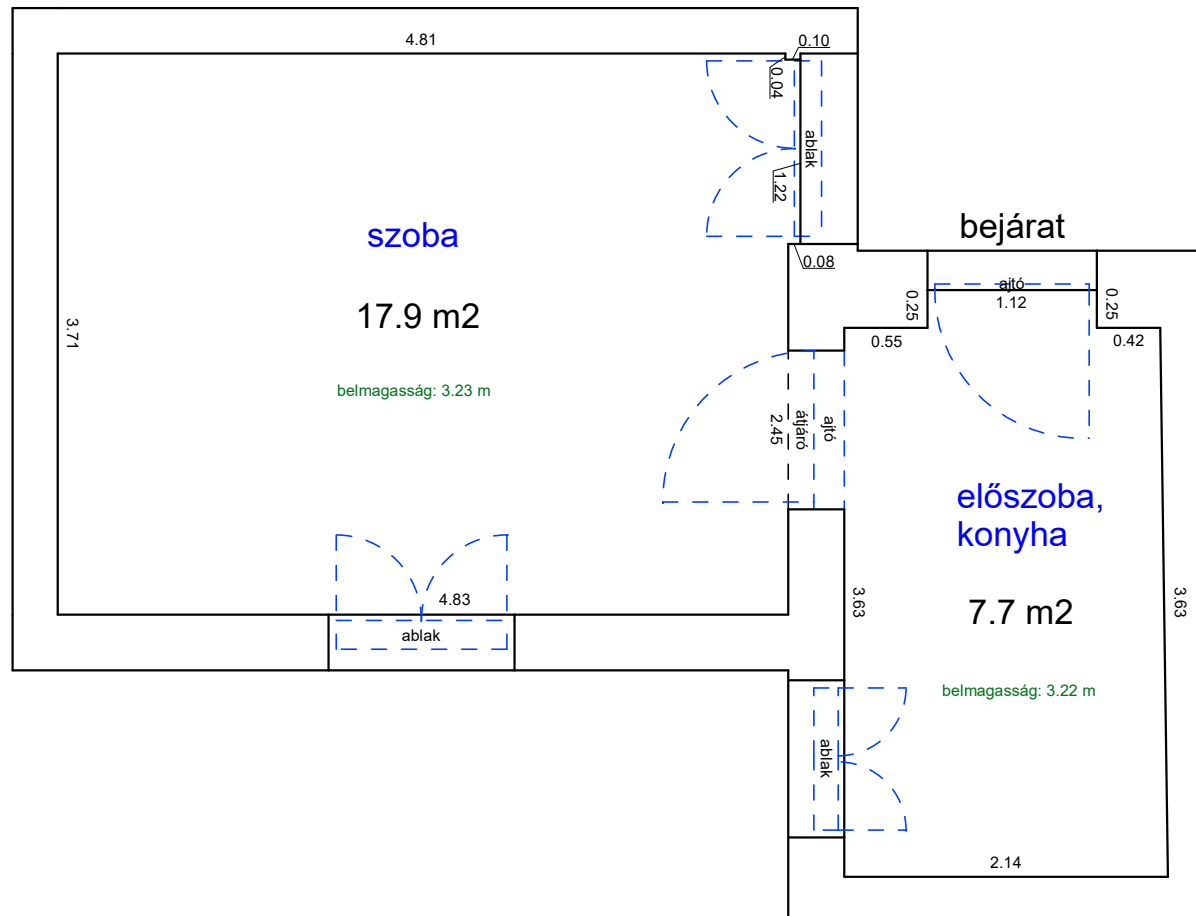 4.81
0.10
0.04
ablak
1.22
szoba
bejárat
0.08
17.9 m2
3.71
ajtó
1.12
0.25
0.25
0.55
0.42
belmagasság: 3.23 m
2.45
átjáró
ajtó
előszoba,
konyha
4.83
3.63
7.7 m2
3.63
ablak
belmagasság: 3.22 m
ablak
2.14